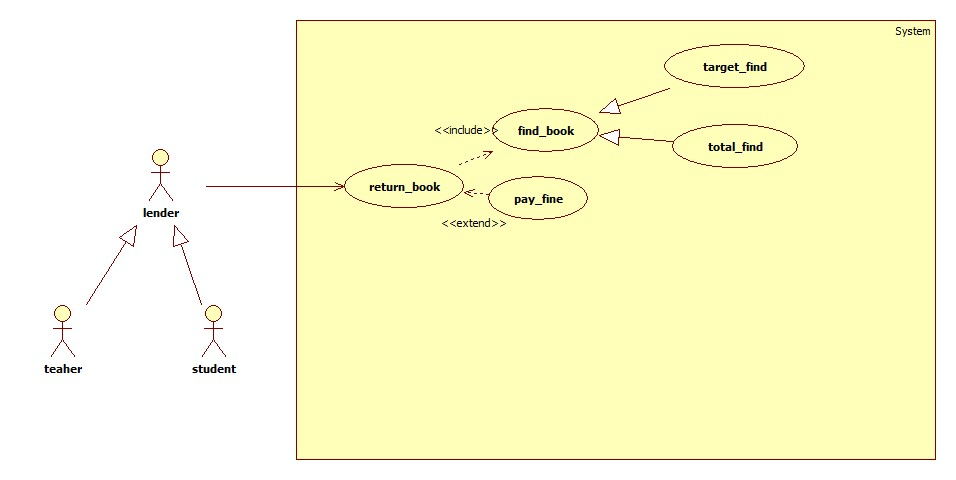 System
target_find
<<include>>
find_book
total_find
return_book
pay_fine
<<extend>>
lender
teaher
student